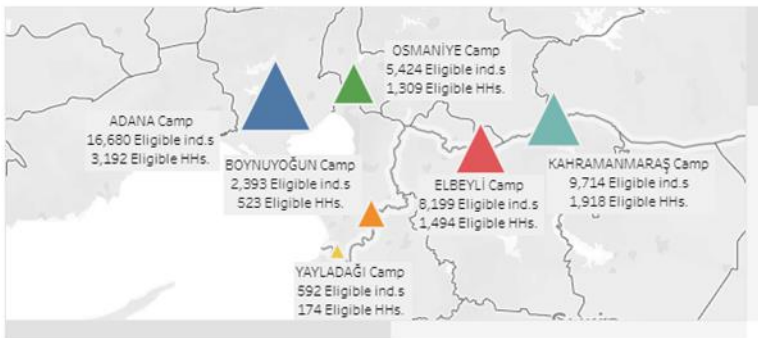 OSMANİYE Camp
5,424 Eligible ind.s
1,309 Eligible HHs.
ADANA Camp
16,680 Eligible ind.s
3,192 Eligible HHs.
BOYNUYOĞUN Camp
2,393 Eligible ind.s
523 Eligible HHs.
ELBEYLİ Camp
8,199 Eligible ind.s
1,494 Eligible HHs.
KAHRAMANMARAŞ Camp
9,714 Eligible ind.s
1,918 Eligible HHs.
YAYLADAĞI Camp
592 Eligible ind.s
174 Eligible HHs.